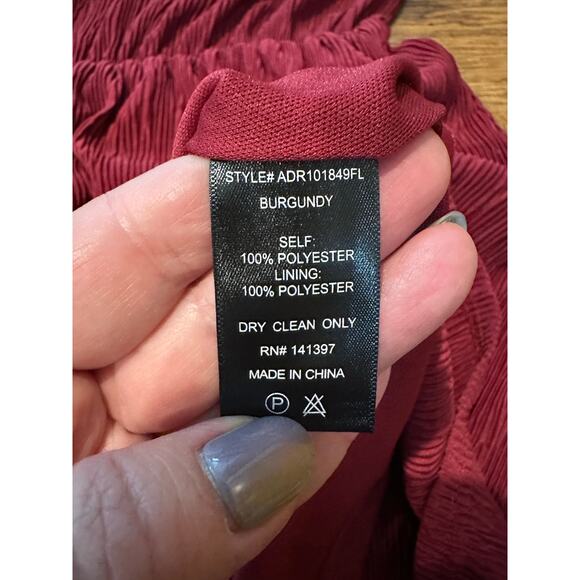 STYLE# ADR101849FL
BURGUNDY
SELF:
100% POLYESTER
LINING:
100% POLYESTER
DRY CLEAN ONLY
RN# 141397
MADE IN CHINA
P